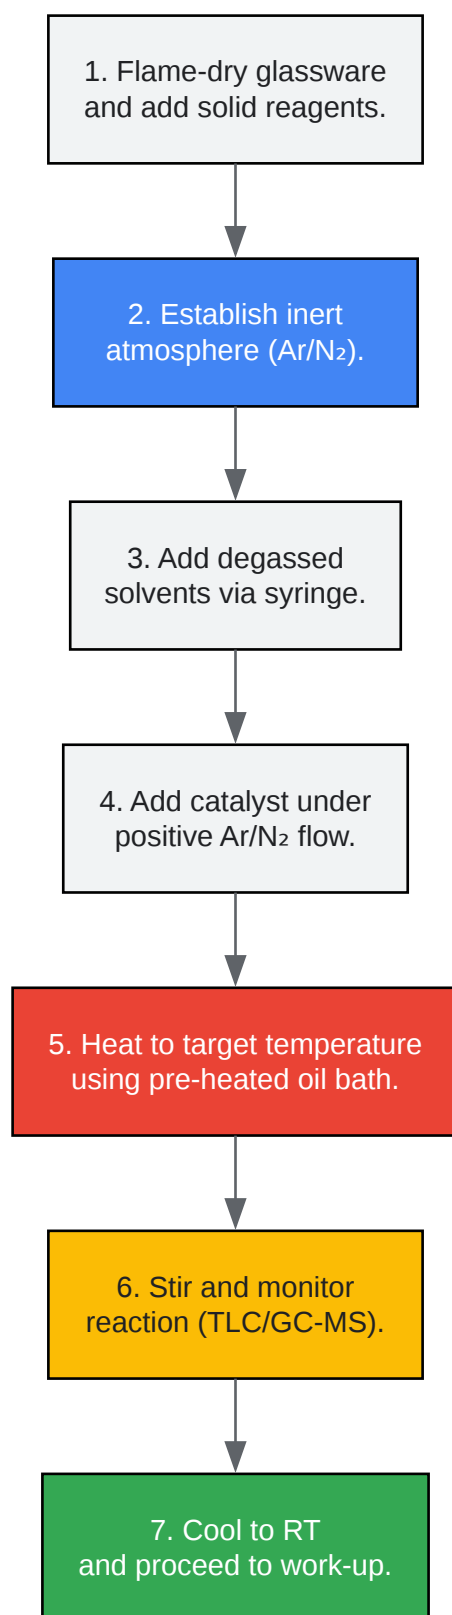 1. Flame-dry glassware
and add solid reagents.
2. Establish inert
atmosphere (Ar/N₂).
3. Add degassed
solvents via syringe.
4. Add catalyst under
positive Ar/N₂ flow.
5. Heat to target temperature
using pre-heated oil bath.
6. Stir and monitor
reaction (TLC/GC-MS).
7. Cool to RT
and proceed to work-up.